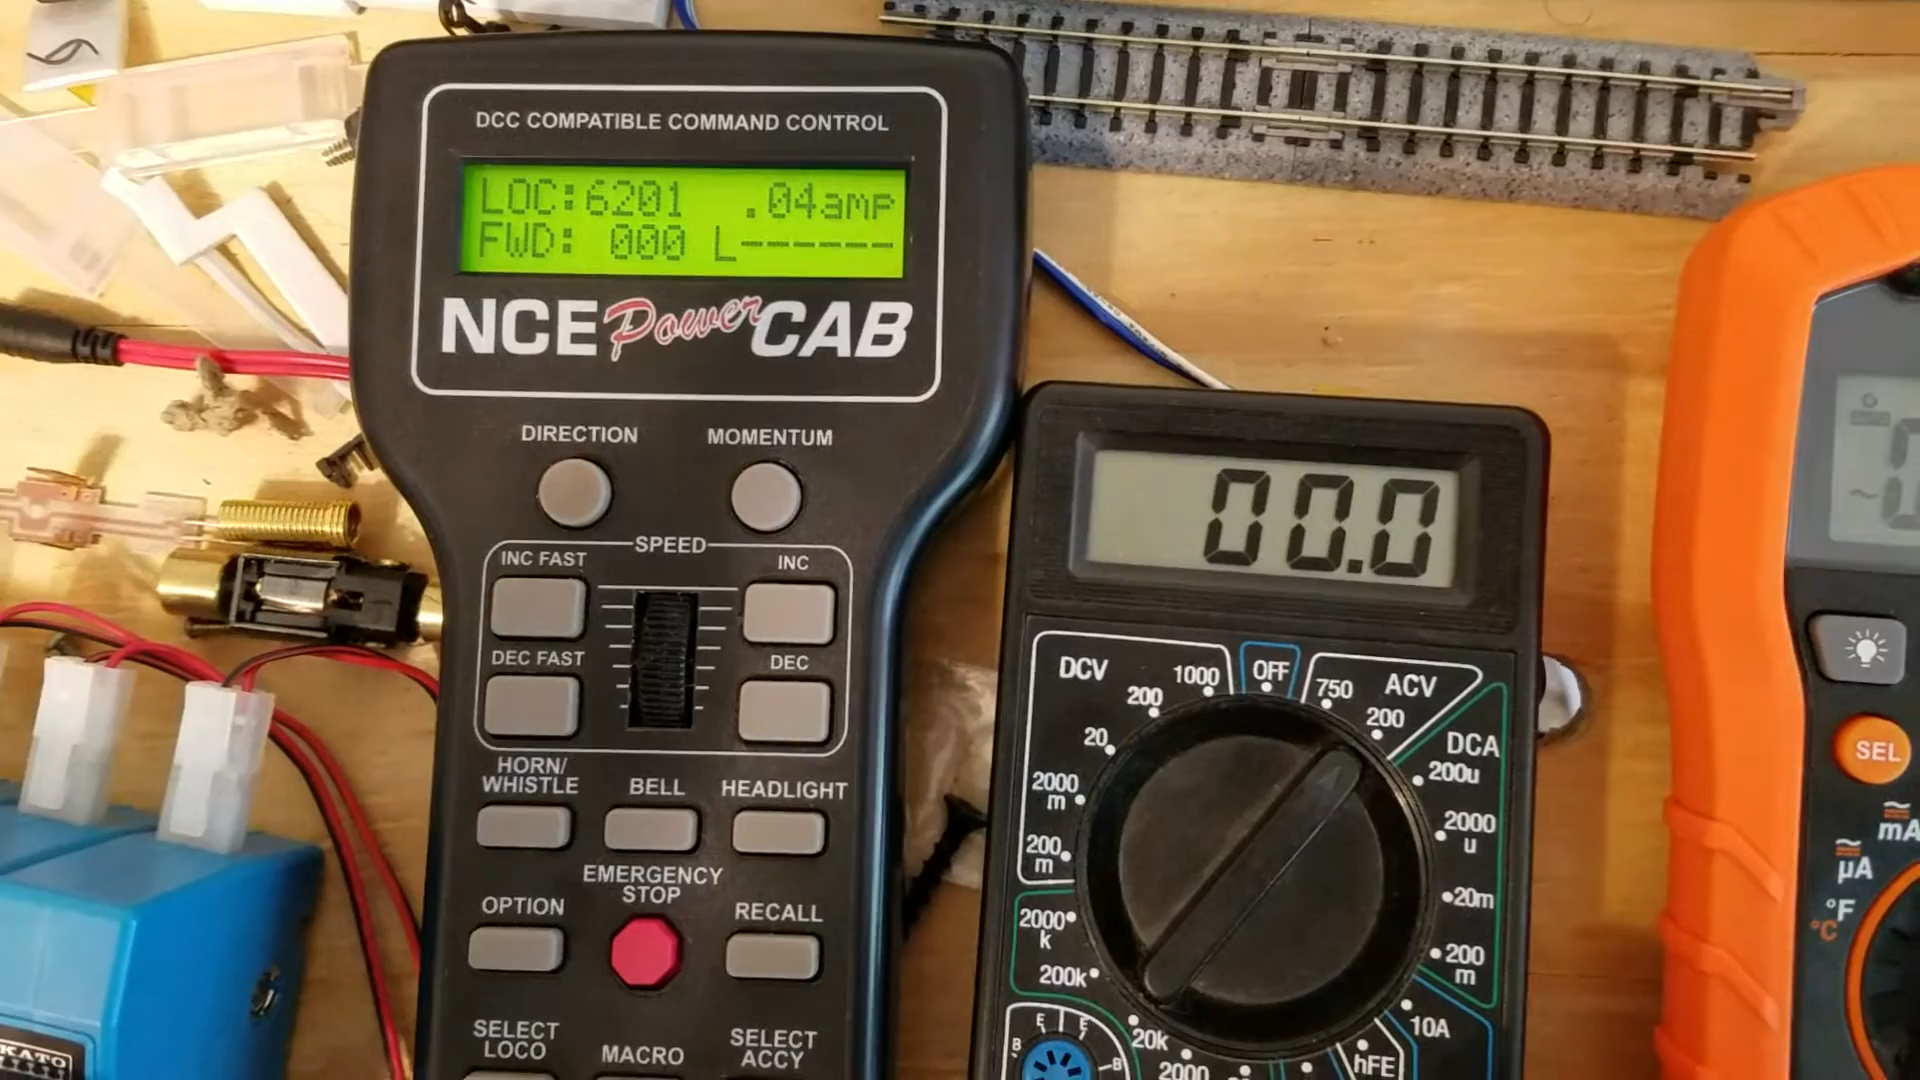 DCC COMPATIBLE COMMAND CONTROL
LOC:6201 .04amp
FWD: 000 L------
NCE Power CAB
DIRECTION
MOMENTUM
SPEED
INC FAST
INC
DEC FAST
DEC
HORN/
WHISTLE
BELL
HEADLIGHT
EMERGENCY
STOP
OPTION
RECALL
SELECT
LOCO
MACRO
SELECT
ACCY
KATO
00.0
DCV
1000
OFF
750
ACV
200
200
20
DCA
2000
m
200u
2000
u
200
m
20m
2000
k
200
m
200k
10A
20k
2000
hFE
E
E
B
B
SEL
mA
µA
°F
°C